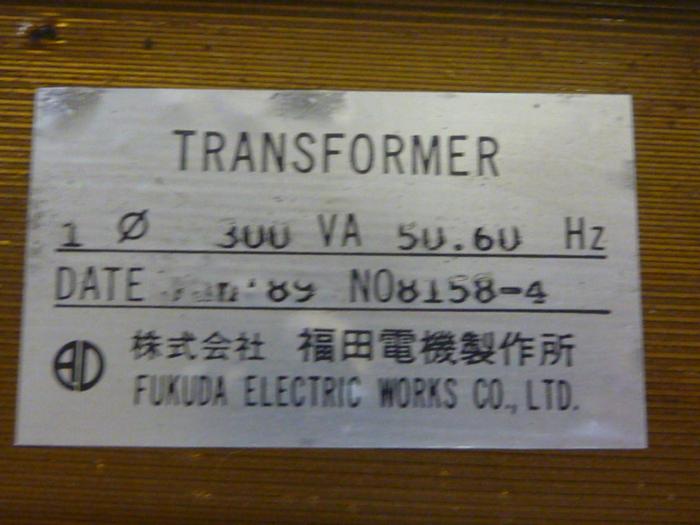 TRANSFORMER
1 Ø 300 VA 50.60 Hz
DATE '89 NO8158-4
株式会社 福田電機製作所
FUKUDA ELECTRIC WORKS CO., LTD.